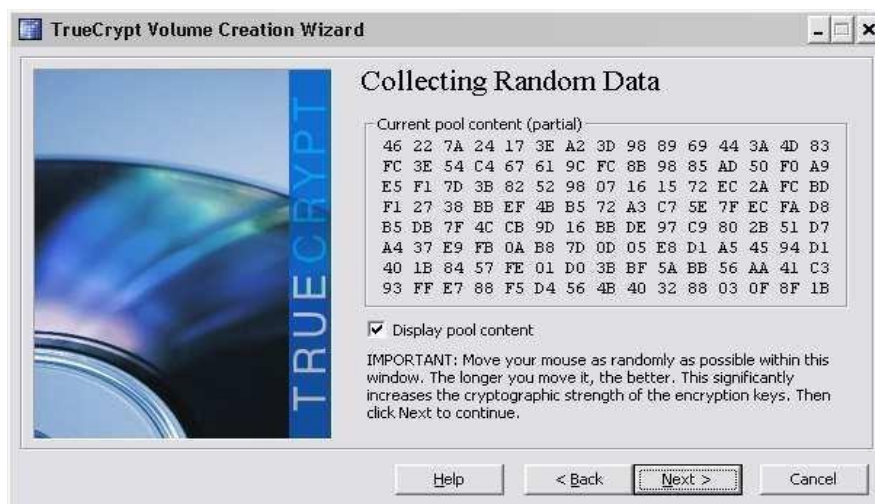 TrueCrypt Volume Creation Wizard
TRUECRYPT
Collecting Random Data
Current pool content (partial)
46 22 7A 24 17 3E A2 3D 98 89 69 44 3A 4D 83
FC 3E 54 C4 67 61 9C FC 8B 98 85 AD 50 F0 A9
E5 F1 7D 3B 82 52 98 07 16 15 72 EC 2A FC BD
F1 27 38 BB EF 4B B5 72 A3 C7 5E 7F EC FA D8
B5 DB 7F 4C CB 9D 16 BB DE 97 C9 80 2B 51 D7
A4 37 E9 FB 0A B8 7D 0D 05 E8 D1 A5 45 94 D1
40 1B 84 57 FE 01 D0 3B BF 5A BB 56 AA 41 C3
93 FF E7 88 F5 D4 56 4B 40 32 88 03 0F 8F 1B
Display pool content
IMPORTANT: Move your mouse as randomly as possible within this
window. The longer you move it, the better. This significantly
increases the cryptographic strength of the encryption keys. Then
click Next to continue.
Help
< Back
Next >
Cancel